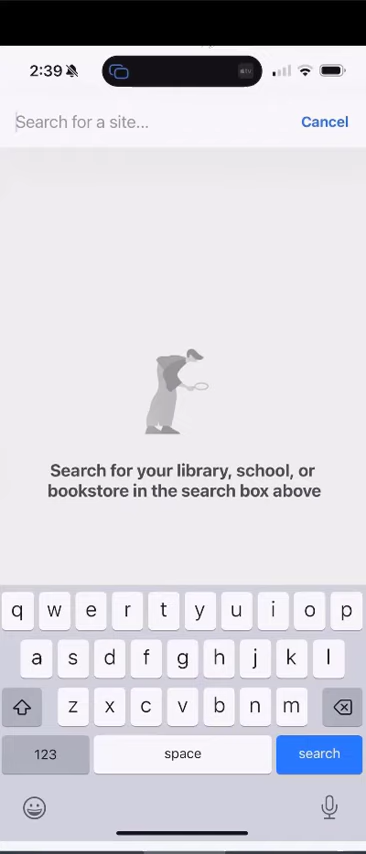 2:39
Search for a site...
Cancel
Search for your library, school, or
bookstore in the search box above
q w e r t y u i o p
a s d f g h j k l
z x c v b n m
123 space search